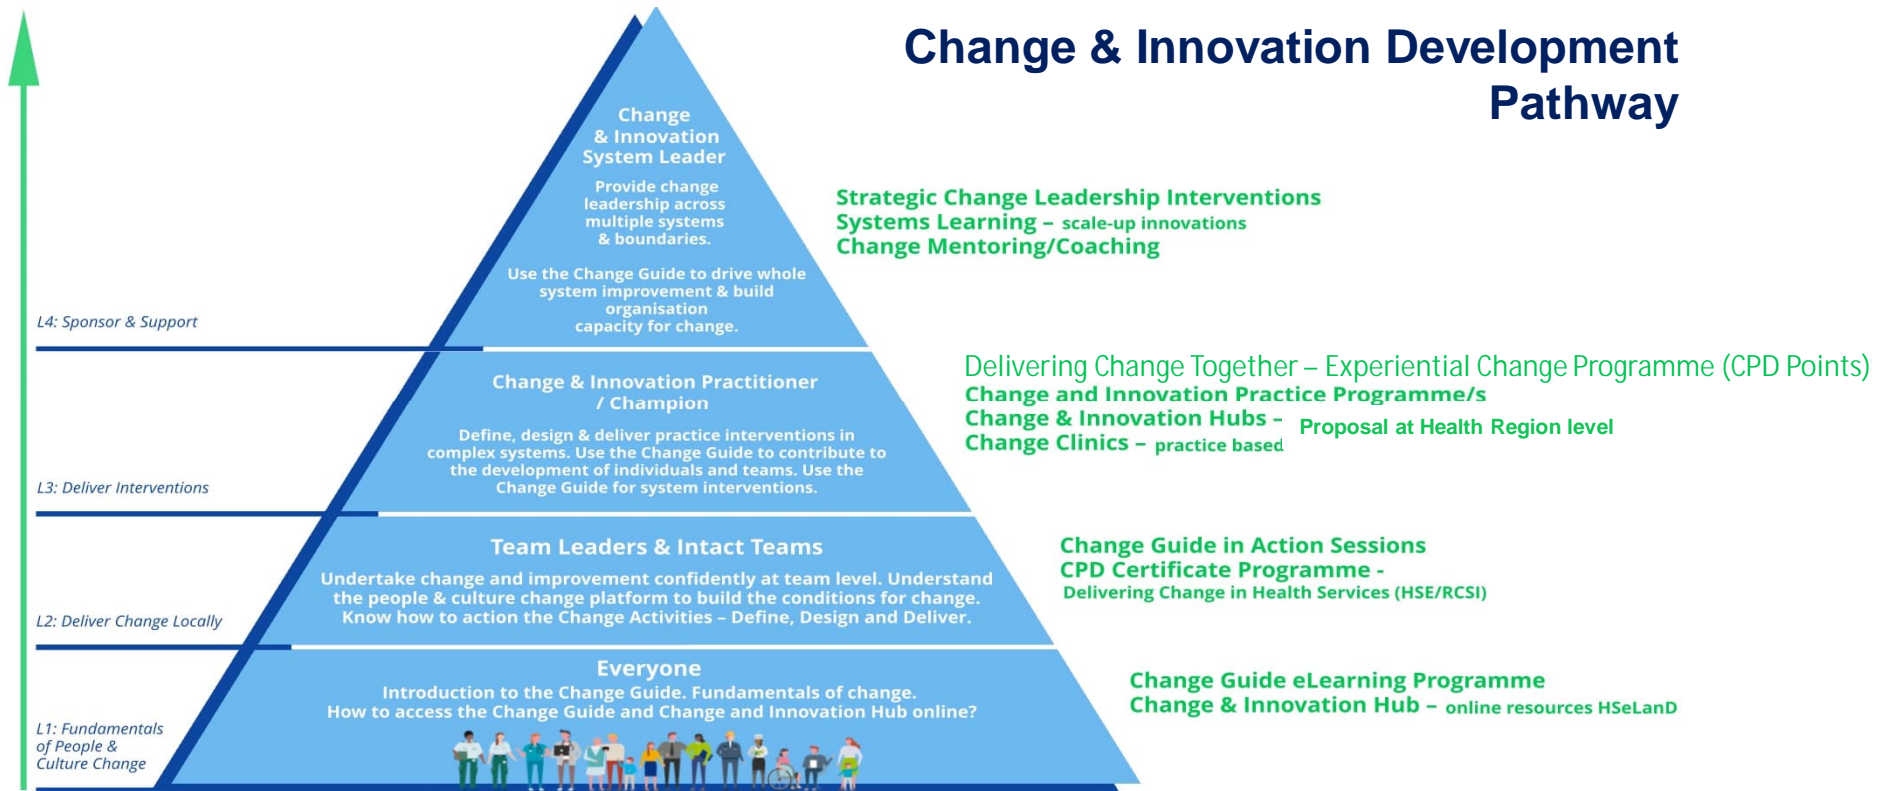 Change & Innovation Development
Pathway
Change
& Innovation
System Leader
Provide change
leadership across
multiple systems
& boundaries.
Use the Change Guide to drive whole
system improvement & build
organisation
capacity for change.
L4: Sponsor & Support
Strategic Change Leadership Interventions
Systems Learning – scale-up innovations
Change Mentoring/Coaching
Change & Innovation Practitioner
/ Champion
Define, design & deliver practice interventions in
complex systems. Use the Change Guide to contribute to
the development of individuals and teams. Use the
Change Guide for system interventions.
L3: Deliver Interventions
Delivering Change Together – Experiential Change Programme (CPD Points)
Change and Innovation Practice Programme/s
Change & Innovation Hubs – Proposal at Health Region level
Change Clinics – practice based
Team Leaders & Intact Teams
Undertake change and improvement confidently at team level. Understand
the people & culture change platform to build the conditions for change.
Know how to action the Change Activities – Define, Design and Deliver.
L2: Deliver Change Locally
Change Guide in Action Sessions
CPD Certificate Programme -
Delivering Change in Health Services (HSE/RCSI)
Everyone
Introduction to the Change Guide. Fundamentals of change.
How to access the Change Guide and Change and Innovation Hub online?
L1: Fundamentals
of People &
Culture Change
Change Guide eLearning Programme
Change & Innovation Hub – online resources HSeLanD